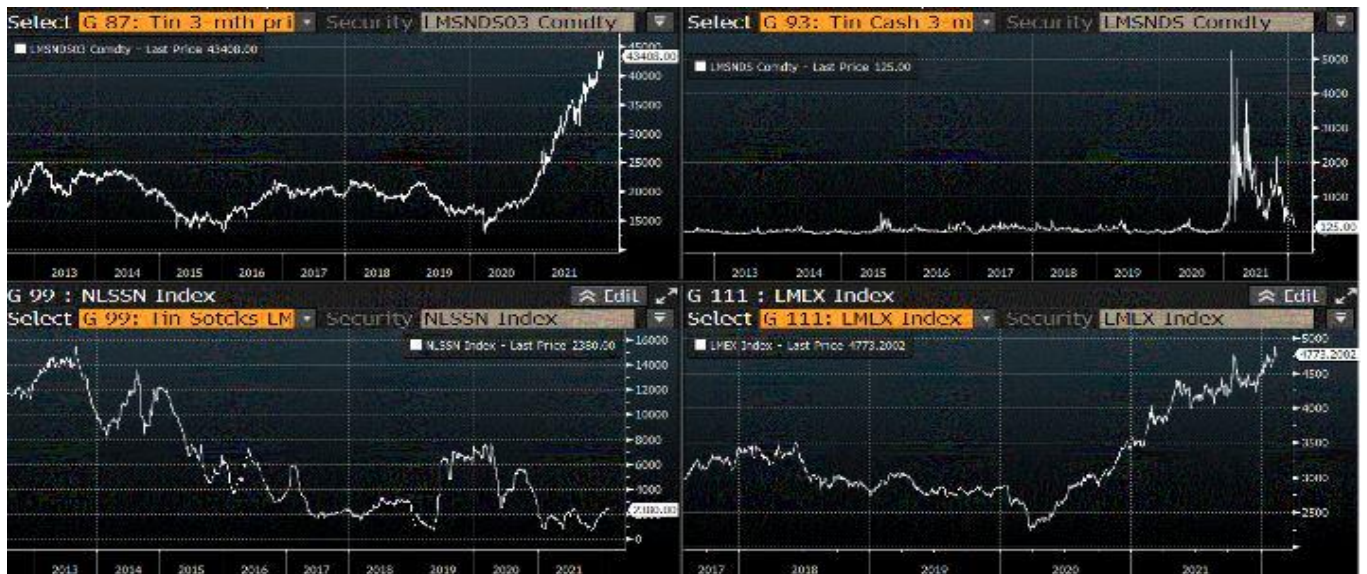 Select G 87: Tin 3-mth pri Security LMSNDS03 Comdty
LMSNDS03 Comdty - Last Price 43408.00
45000
43408.00
40000
35000
30000
25000
20000
15000
2013 2014 2015 2016 2017 2018 2019 2020 2021
Select G 93: Tin Cash 3-m Security LMSNDS Comdty
LMSNDS Comdty - Last Price 125.00
5000
4000
3000
2000
1000
125.00
2013 2014 2015 2016 2017 2018 2019 2020 2021
G 99 : NLSSN Index Edit
Select G 99: Tin Sotcks LM Security NLSSN Index
NLSSN Index - Last Price 2380.00
16000
14000
12000
10000
8000
6000
4000
2380.00
0
2013 2014 2015 2016 2017 2018 2019 2020 2021
G 111 : LMEX Index Edit
Select G 111: LMEX Index Security LMEX Index
LMEX Index - Last Price 4773.2002
5000
4773.2002
4500
4000
3500
3000
2500
2017 2018 2019 2020 2021